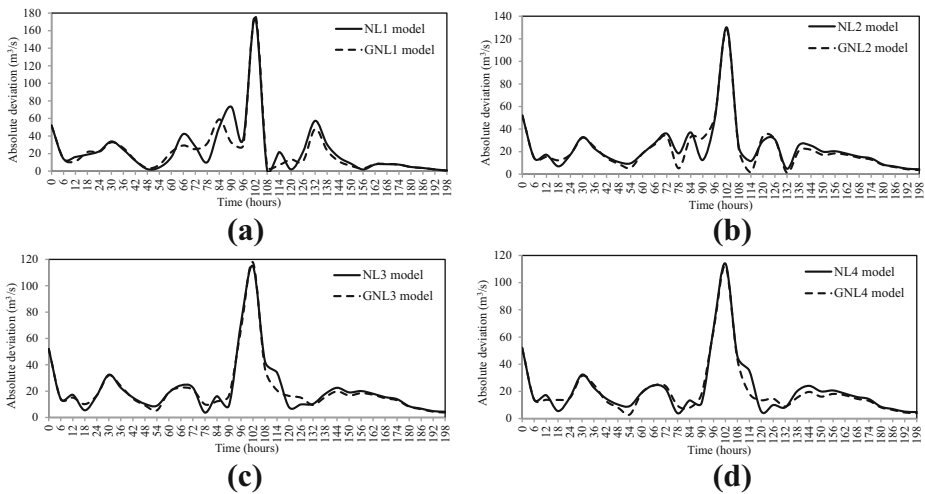 180
160
140
120
100
80
60
40
20
0
Absolute deviation (m³/s)
NL1 model
GNL1 model
0 6 12 18 24 30 36 42 48 54 60 66 72 78 84 90 96 102 108 114 120 126 132 138 144 150 156 162 168 174 180 186 192 198
Time (hours)
(a)
140
120
100
80
60
40
20
0
Absolute deviation (m³/s)
NL2 model
GNL2 model
0 6 12 18 24 30 36 42 48 54 60 66 72 78 84 90 96 102 108 114 120 126 132 138 144 150 156 162 168 174 180 186 192 198
Time (hours)
(b)
120
100
80
60
40
20
0
Absolute deviation (m³/s)
NL3 model
GNL3 model
0 6 12 18 24 30 36 42 48 54 60 66 72 78 84 90 96 102 108 114 120 126 132 138 144 150 156 162 168 174 180 186 192 198
Time (hours)
(c)
120
100
80
60
40
20
0
Absolute deviation (m³/s)
NL4 model
GNL4 model
0 6 12 18 24 30 36 42 48 54 60 66 72 78 84 90 96 102 108 114 120 126 132 138 144 150 156 162 168 174 180 186 192 198
Time (hours)
(d)